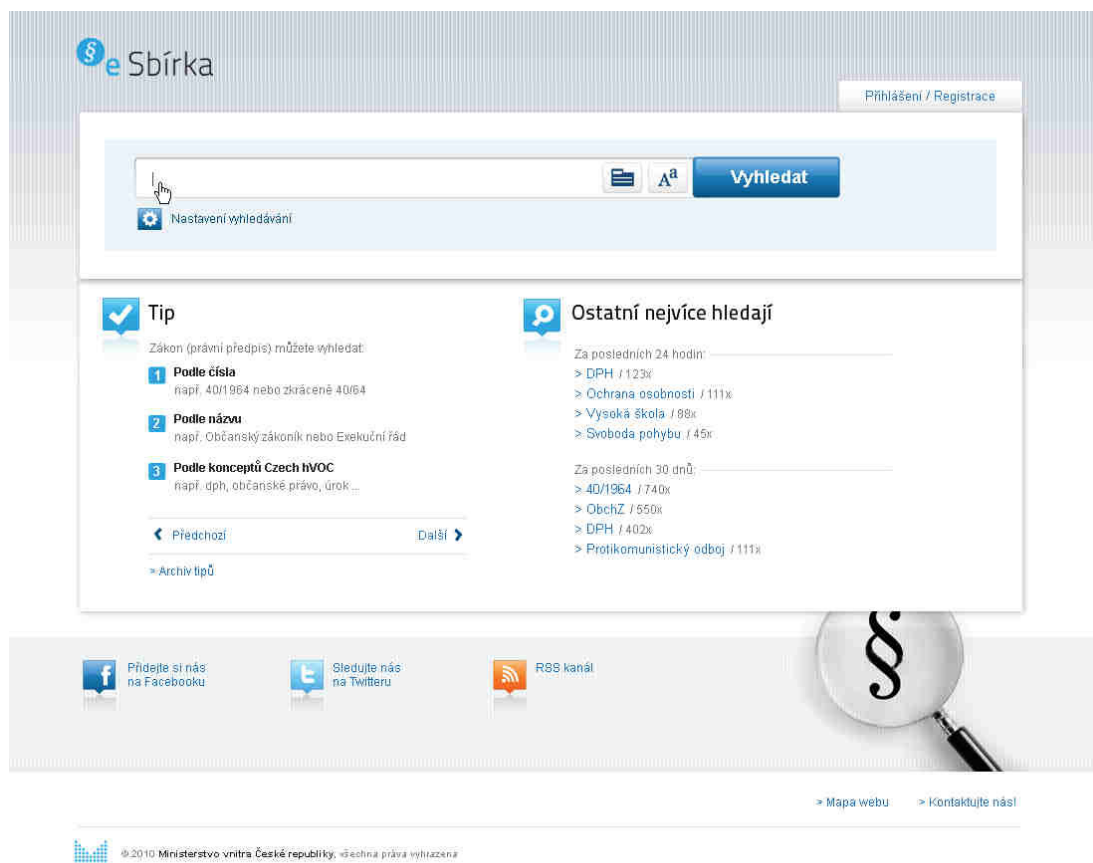 § e Sbírka
Přihlášení / Registrace
Aa Vyhledat
Nastavení vyhledávání
Tip
Zákon (právní předpis) můžete vyhledat:
1 Podle čísla
např. 40/1964 nebo zkráceně 40/64
2 Podle názvu
např. Občanský zákoník nebo Exekuční řád
3 Podle konceptů Czech hVOC
např. dph, občanské právo, úrok ...
Předchozí Další
» Archiv tipů
Ostatní nejvíce hledají
Za posledních 24 hodin:
> DPH / 123x
> Ochrana osobnosti / 111x
> Vysoká škola / 88x
> Svoboda pohybu / 45x
Za posledních 30 dnů:
> 40/1964 / 740x
> ObchZ / 550x
> DPH / 402x
> Protikomunistický odboj / 111x
Přidejte si nás
na Facebooku
Sledujte nás
na Twitteru
RSS kanál
§
> Mapa webu > Kontaktujte nás!
© 2010 Ministerstvo vnitra České republiky, všechna práva vyhrazena